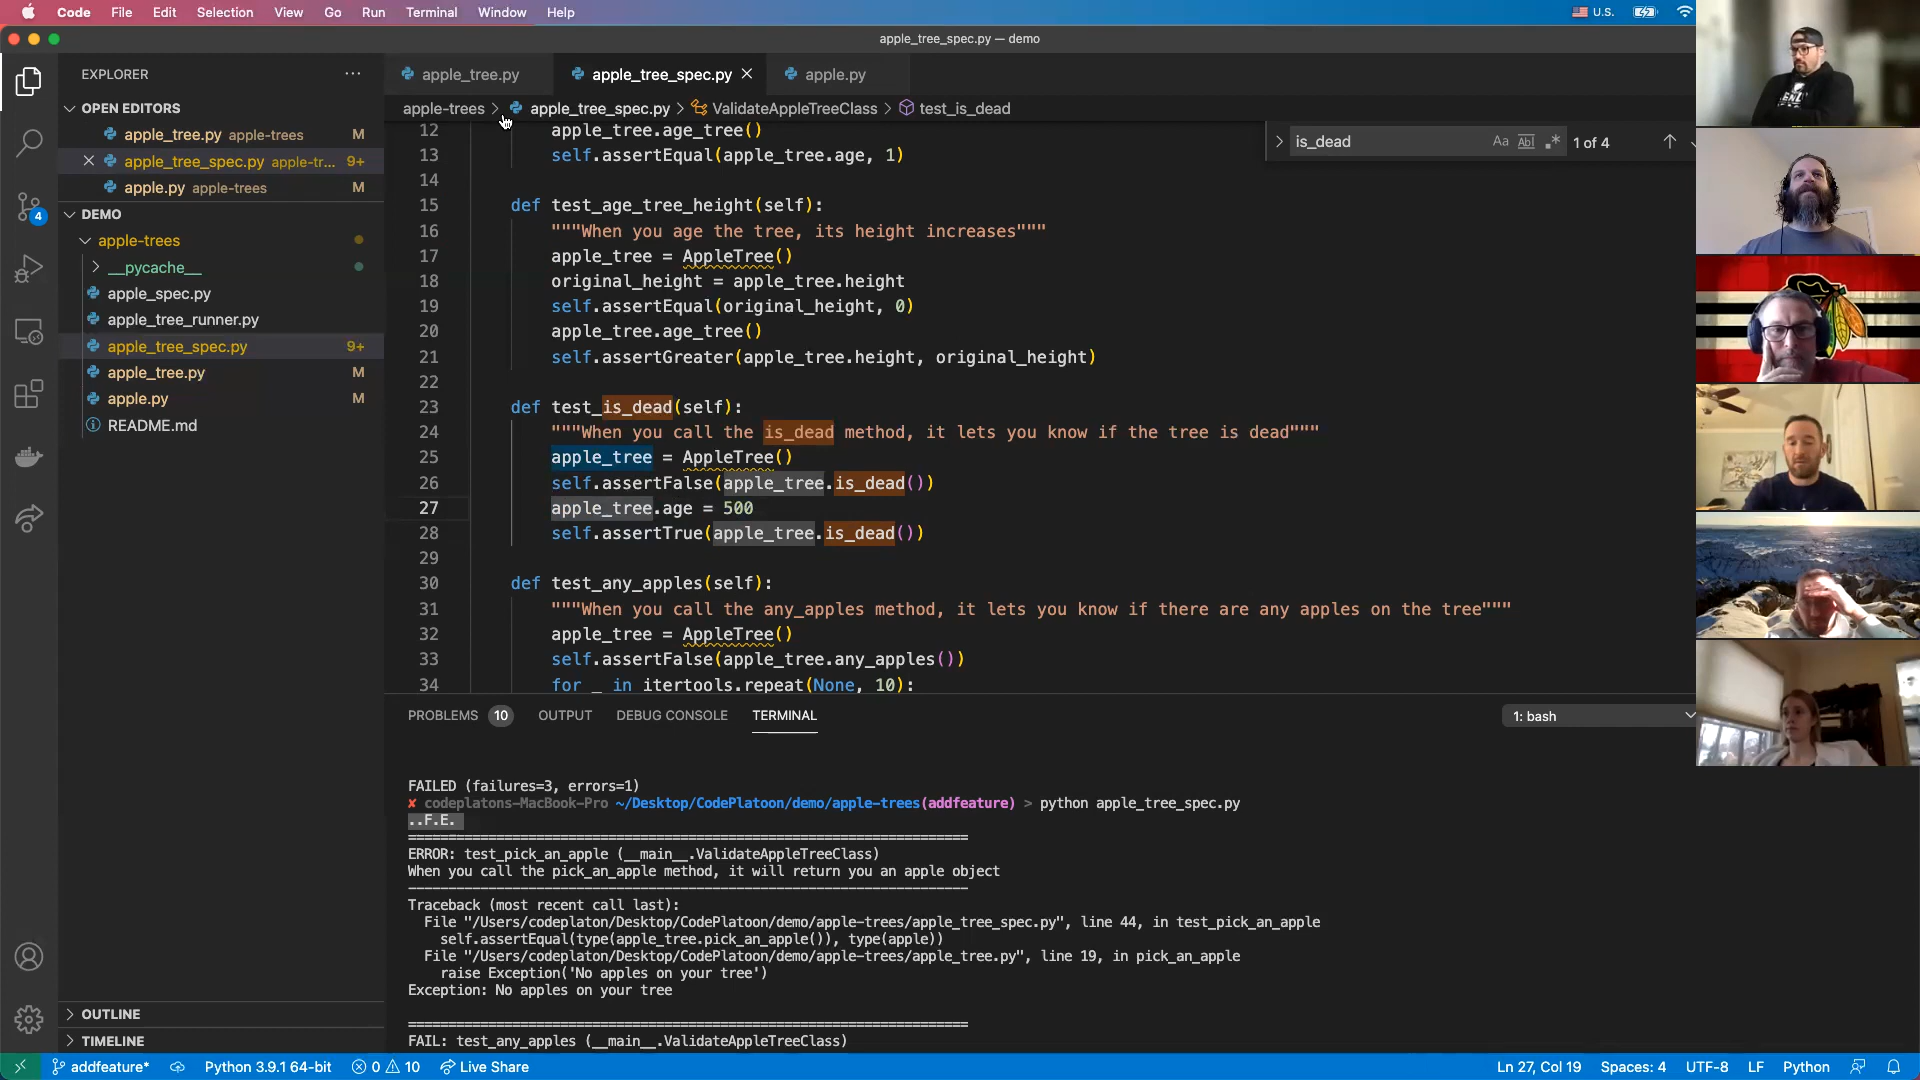 Code File Edit Selection View Go Run Terminal Window Help U.S.
apple_tree_spec.py — demo
EXPLORER
apple_tree.py apple_tree_spec.py apple.py
OPEN EDITORS
apple-trees > apple_tree_spec.py > ValidateAppleTreeClass > test_is_dead
apple_tree.py apple-trees M
apple_tree_spec.py apple-tr... 9+
apple.py apple-trees M
DEMO
apple-trees
__pycache__
apple_spec.py
apple_tree_runner.py
apple_tree_spec.py 9+
apple_tree.py M
apple.py M
README.md
4
OUTLINE
TIMELINE
is_dead Aa Abl .* 1 of 4
12 apple_tree.age_tree()
13 self.assertEqual(apple_tree.age, 1)
14
15 def test_age_tree_height(self):
16 """When you age the tree, its height increases"""
17 apple_tree = AppleTree()
18 original_height = apple_tree.height
19 self.assertEqual(original_height, 0)
20 apple_tree.age_tree()
21 self.assertGreater(apple_tree.height, original_height)
22
23 def test_is_dead(self):
24 """When you call the is_dead method, it lets you know if the tree is dead"""
25 apple_tree = AppleTree()
26 self.assertFalse(apple_tree.is_dead())
27 apple_tree.age = 500
28 self.assertTrue(apple_tree.is_dead())
29
30 def test_any_apples(self):
31 """When you call the any_apples method, it lets you know if there are any apples on the tree"""
32 apple_tree = AppleTree()
33 self.assertFalse(apple_tree.any_apples())
34 for _ in itertools.repeat(None, 10):
PROBLEMS 10 OUTPUT DEBUG CONSOLE TERMINAL 1: bash
FAILED (failures=3, errors=1)
✘ codeplatons-MacBook-Pro ~/Desktop/CodePlatoon/demo/apple-trees(addfeature) > python apple_tree_spec.py
..F.E.
======================================================================
ERROR: test_pick_an_apple (__main__.ValidateAppleTreeClass)
When you call the pick_an_apple method, it will return you an apple object
----------------------------------------------------------------------
Traceback (most recent call last):
File "/Users/codeplaton/Desktop/CodePlatoon/demo/apple-trees/apple_tree_spec.py", line 44, in test_pick_an_apple
self.assertEqual(type(apple_tree.pick_an_apple()), type(apple))
File "/Users/codeplaton/Desktop/CodePlatoon/demo/apple-trees/apple_tree.py", line 19, in pick_an_apple
raise Exception('No apples on your tree')
Exception: No apples on your tree
======================================================================
FAIL: test_any_apples (__main__.ValidateAppleTreeClass)
addfeature* Python 3.9.1 64-bit 0 10 Live Share Ln 27, Col 19 Spaces: 4 UTF-8 LF Python